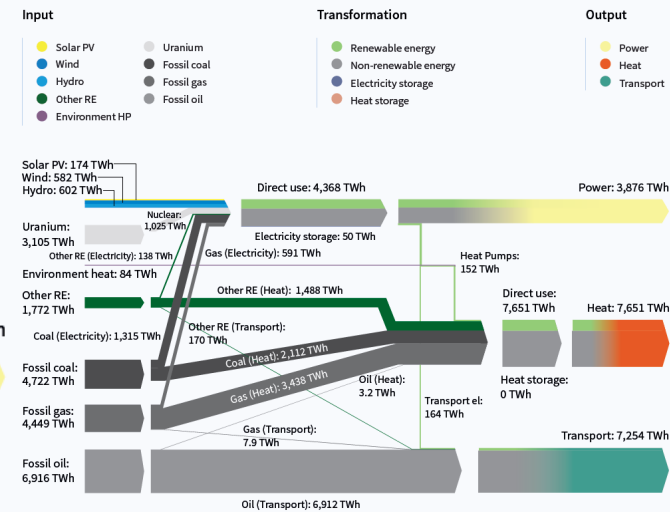 Input
Transformation
Output
Solar PV
Wind
Hydro
Other RE
Environment HP
Uranium
Fossil coal
Fossil gas
Fossil oil
Renewable energy
Non-renewable energy
Electricity storage
Heat storage
Power
Heat
Transport
Solar PV: 174 TWh
Wind: 582 TWh
Hydro: 602 TWh
Direct use: 4,368 TWh
Power: 3,876 TWh
Nuclear:
1,025 TWh
Uranium:
3,105 TWh
Electricity storage: 50 TWh
Other RE (Electricity): 138 TWh
Gas (Electricity): 591 TWh
Heat Pumps:
152 TWh
Environment heat: 84 TWh
Other RE:
1,772 TWh
Other RE (Heat): 1,488 TWh
Direct use:
7,651 TWh
Heat: 7,651 TWh
h
Coal (Electricity): 1,315 TWh
Other RE (Transport):
170 TWh
Coal (Heat): 2,112 TWh
Fossil coal:
4,722 TWh
Gas (Heat): 3,438 TWh
Oil (Heat):
3.2 TWh
Heat storage:
0 TWh
Fossil gas:
4,449 TWh
Transport el:
164 TWh
Gas (Transport):
7.9 TWh
Transport: 7,254 TWh
Fossil oil:
6,916 TWh
Oil (Transport): 6,912 TWh